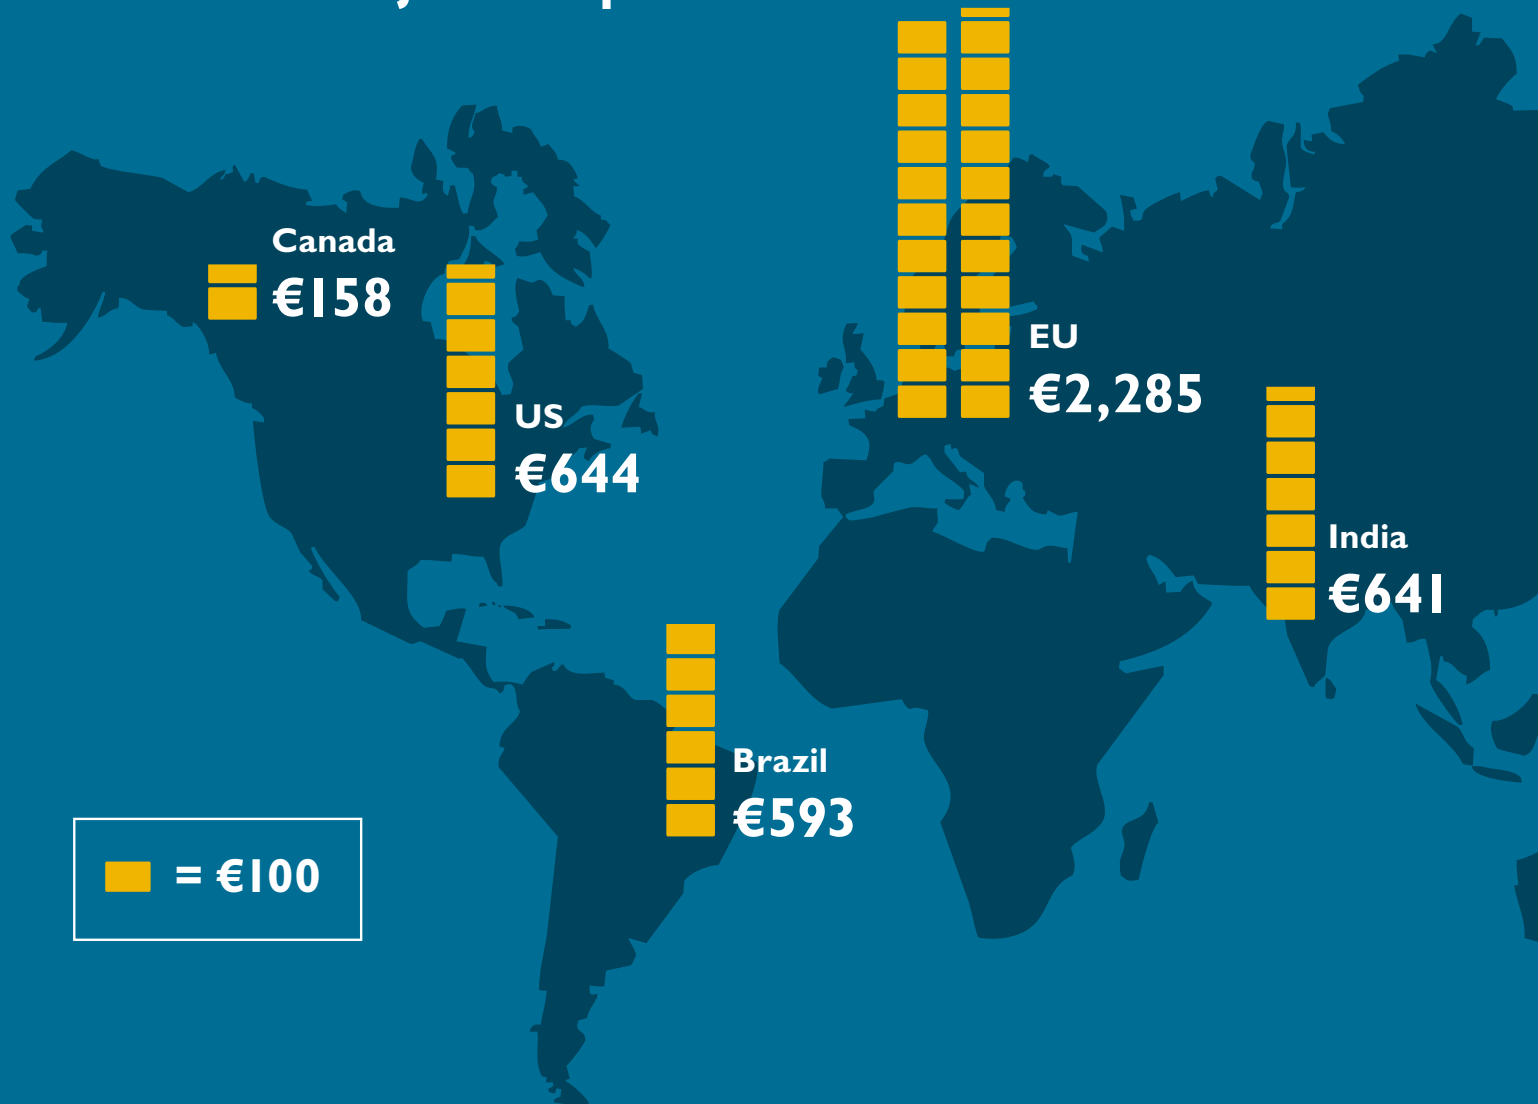 Canada
€158
US
€644
EU
€2,285
India
€641
Brazil
€593
= €100